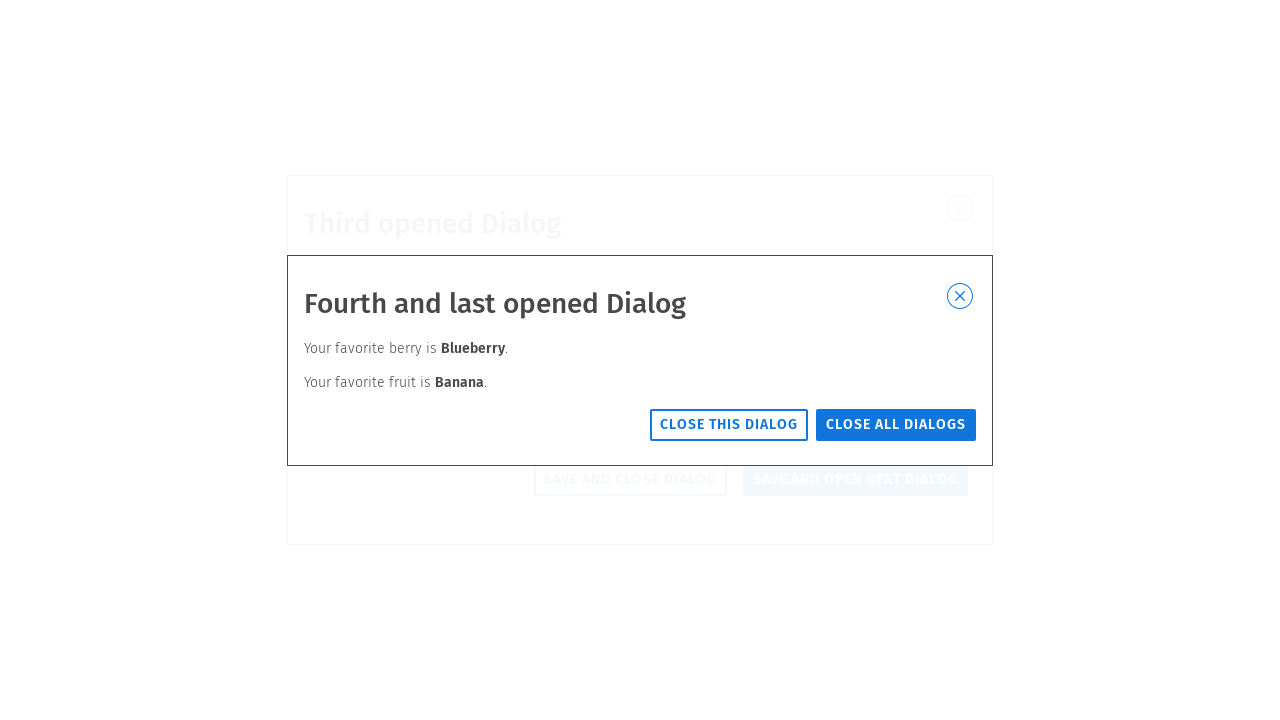 Third opened Dialog
Fourth and last opened Dialog
Your favorite berry is Blueberry.
Your favorite fruit is Banana.
CLOSE THIS DIALOG CLOSE ALL DIALOGS
SAVE AND CLOSE DIALOG SAVE AND OPEN NEXT DIALOG